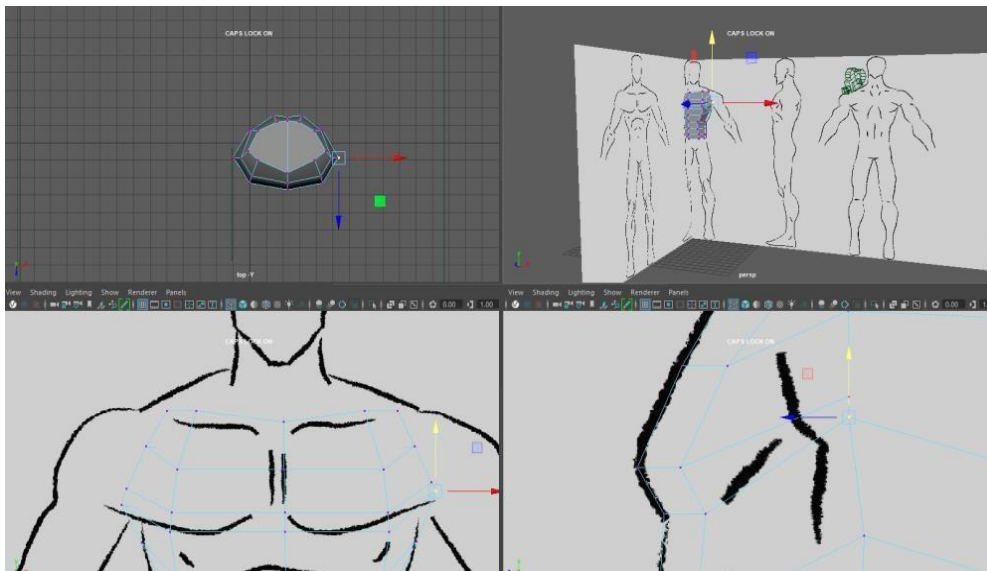 CAPS LOCK ON
CAPS LOCK ON
top -Y
persp
View Shading Lighting Show Renderer Panels
View Shading Lighting Show Renderer Panels
0.00 1.00
0.00
CAPS LOCK ON
CAPS LOCK ON